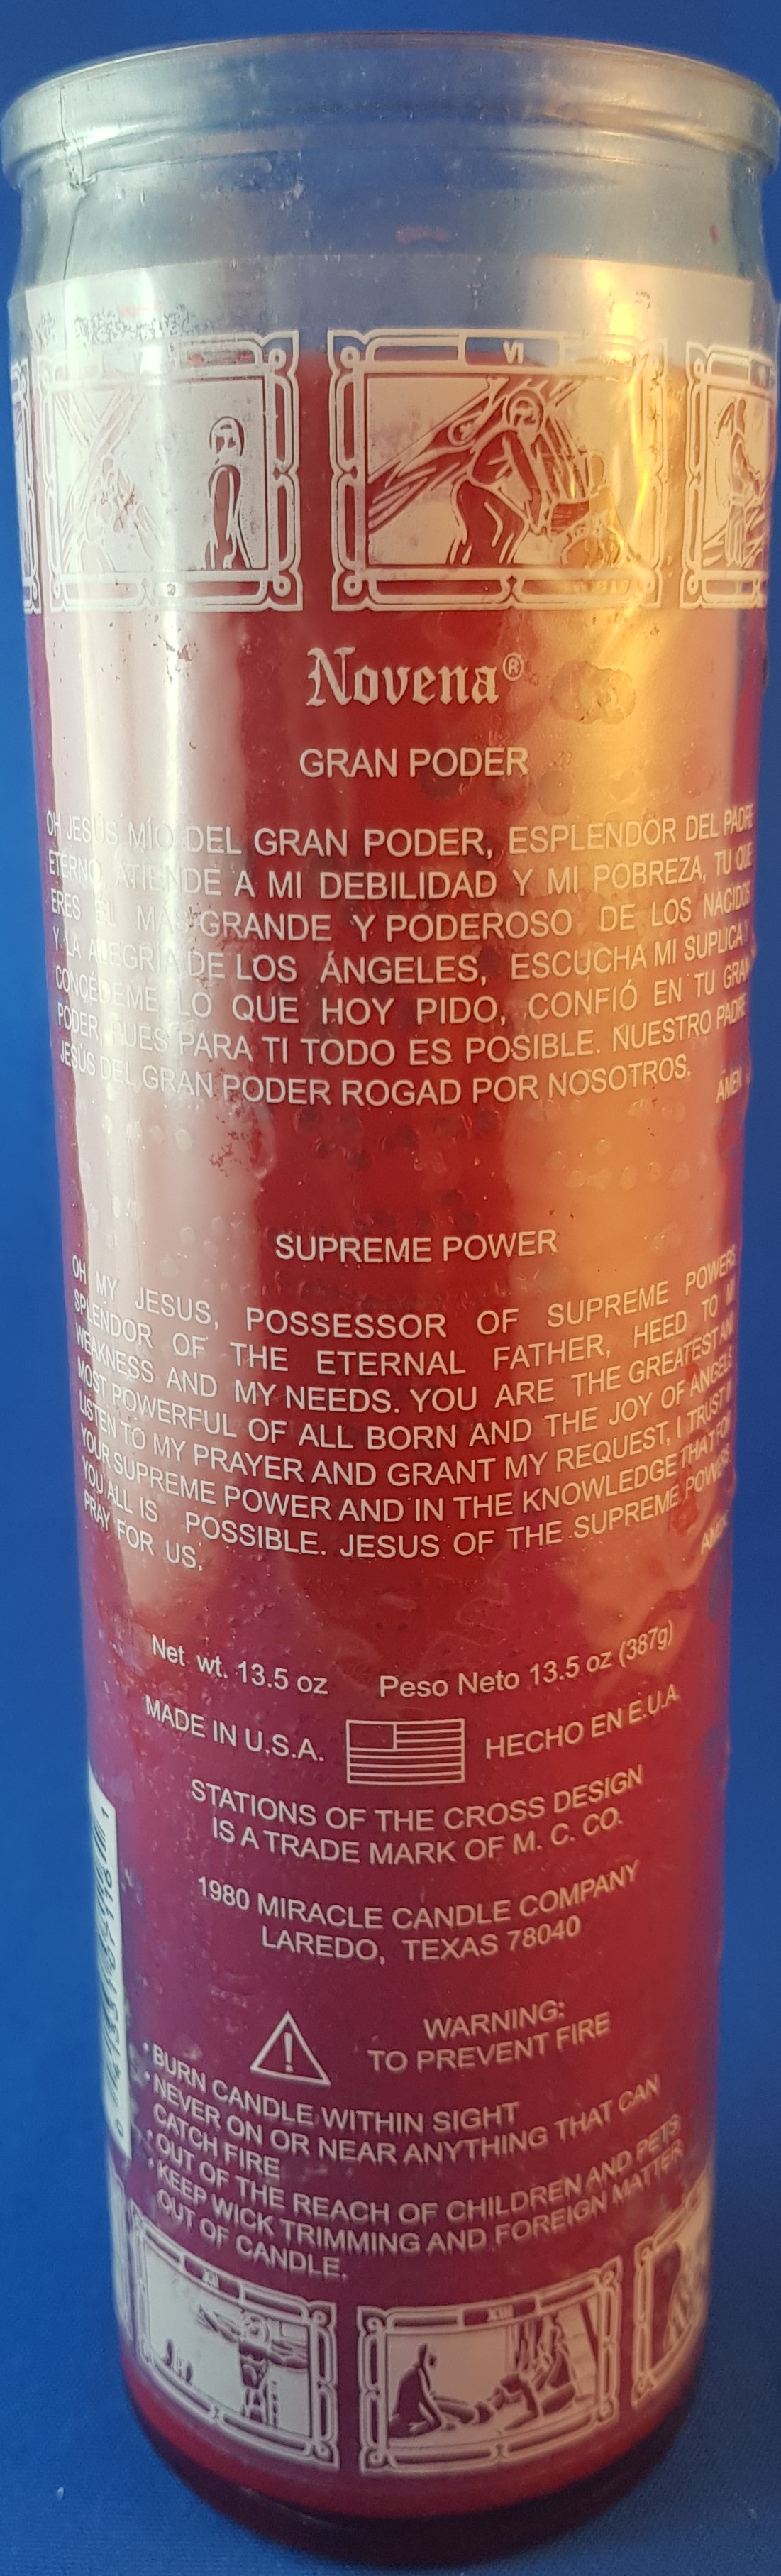 VI
Novena®
GRAN PODER
OH JESÚS MÍO DEL GRAN PODER, ESPLENDOR DEL PADRE
ETERNO, ATIENDE A MI DEBILIDAD Y MI POBREZA, TU QUE
ERES EL MÁS GRANDE Y PODEROSO DE LOS NACIDOS
Y LA ALEGRÍA DE LOS ÁNGELES, ESCUCHA MI SUPLICA Y
CONCÉDEME LO QUE HOY PIDO, CONFIÓ EN TU GRAN
PODER, PUES PARA TI TODO ES POSIBLE. NUESTRO PADRE
JESÚS DEL GRAN PODER ROGAD POR NOSOTROS.
AMEN
SUPREME POWER
OH MY JESUS, POSSESSOR OF SUPREME POWERS
SPLENDOR OF THE ETERNAL FATHER, HEED TO MY
WEAKNESS AND MY NEEDS. YOU ARE THE GREATEST AND
MOST POWERFUL OF ALL BORN AND THE JOY OF ANGELS
LISTEN TO MY PRAYER AND GRANT MY REQUEST, I TRUST IN
YOUR SUPREME POWER AND IN THE KNOWLEDGE THAT FOR
YOU ALL IS POSSIBLE. JESUS OF THE SUPREME POWERS
PRAY FOR US.
Net wt. 13.5 oz Peso Neto 13.5 oz (387g)
MADE IN U.S.A. HECHO EN E.U.A.
STATIONS OF THE CROSS DESIGN
IS A TRADE MARK OF M. C. CO.
1980 MIRACLE CANDLE COMPANY
LAREDO, TEXAS 78040
WARNING:
TO PREVENT FIRE
• BURN CANDLE WITHIN SIGHT
• NEVER ON OR NEAR ANYTHING THAT CAN
CATCH FIRE
• OUT OF THE REACH OF CHILDREN AND PETS
• KEEP WICK TRIMMING AND FOREIGN MATTER
OUT OF CANDLE.
XII
XIII